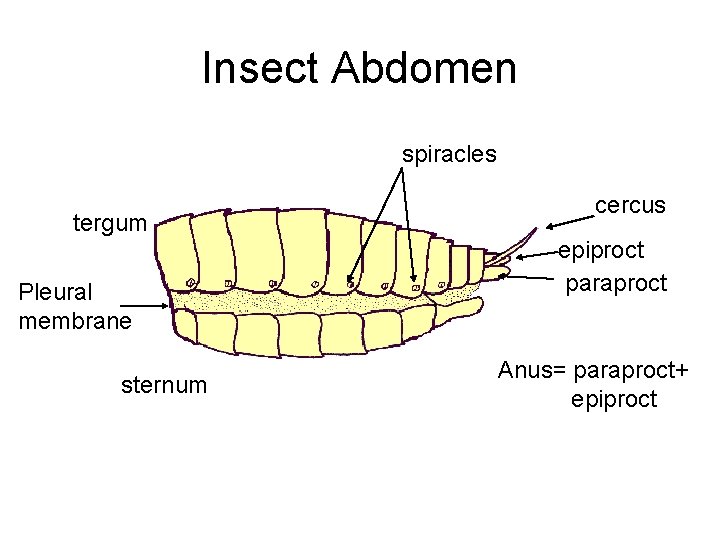 Insect Abdomen
spiracles
cercus
tergum
epiproct
paraproct
Pleural
membrane
sternum
Anus= paraproct+
epiproct